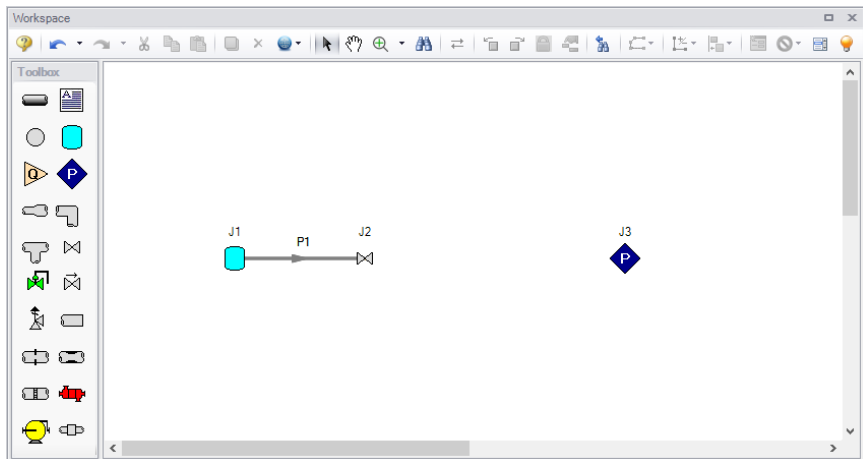 Workspace
Toolbox
A
Q P
J1 P1 J2 J3
P